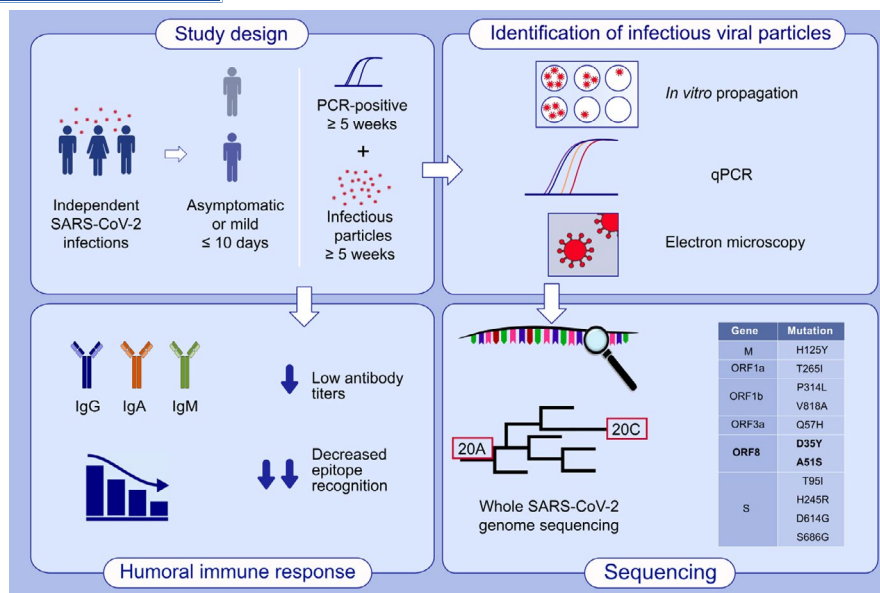 Study design
Independent
SARS-CoV-2
infections
Asymptomatic
or mild
≤ 10 days
PCR-positive
≥ 5 weeks
+
Infectious
particles
≥ 5 weeks
Identification of infectious viral particles
In vitro propagation
qPCR
Electron microscopy
IgG IgA IgM
Low antibody
titers
Decreased
epitope
recognition
Humoral immune response
20A
20C
Whole SARS-CoV-2
genome sequencing
Gene Mutation
M H125Y
ORF1a T265I
ORF1b P314L
V818A
ORF3a Q57H
ORF8 D35Y
A51S
S T95I
H245R
D614G
S686G
Sequencing